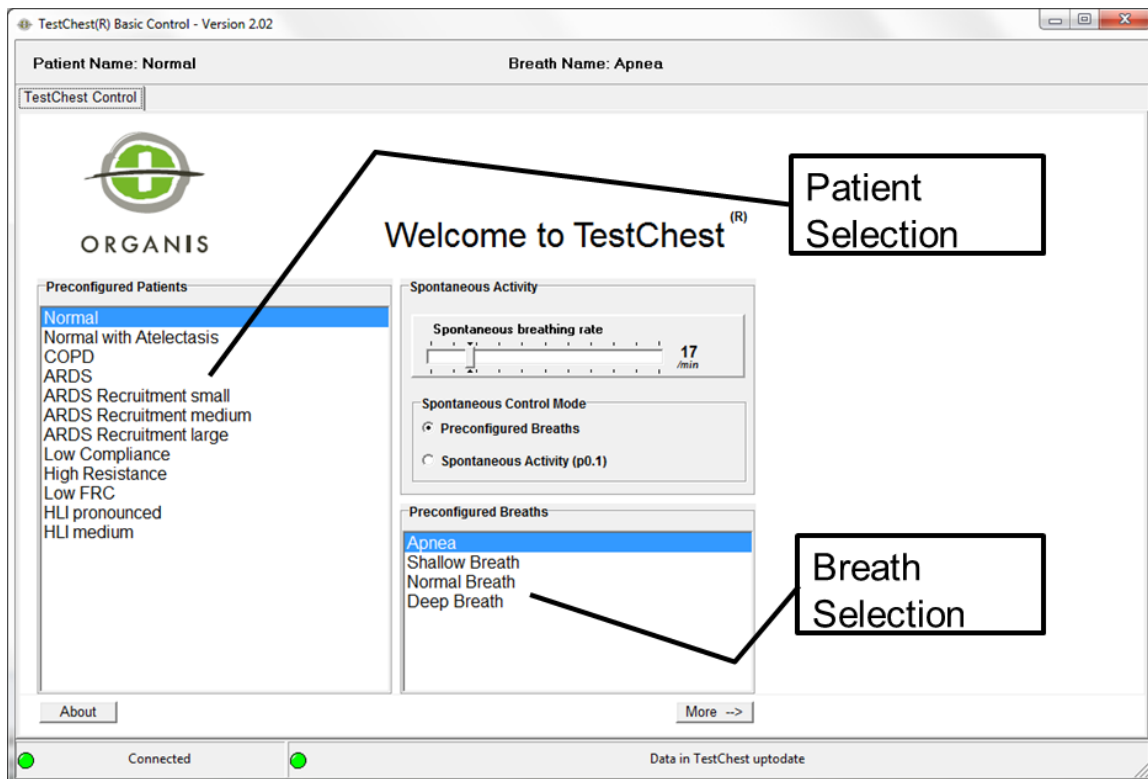 TestChest(R) Basic Control - Version 2.02
Patient Name: Normal
Breath Name: Apnea
TestChest Control
ORGANIS
Welcome to TestChest (R)
Patient
Selection
Preconfigured Patients
Normal
Normal with Atelectasis
COPD
ARDS
ARDS Recruitment small
ARDS Recruitment medium
ARDS Recruitment large
Low Compliance
High Resistance
Low FRC
HLI pronounced
HLI medium
Spontaneous Activity
Spontaneous breathing rate
17
/min
Spontaneous Control Mode
Preconfigured Breaths
Spontaneous Activity (p0.1)
Preconfigured Breaths
Apnea
Shallow Breath
Normal Breath
Deep Breath
Breath
Selection
About
More -->
Connected
Data in TestChest uptodate